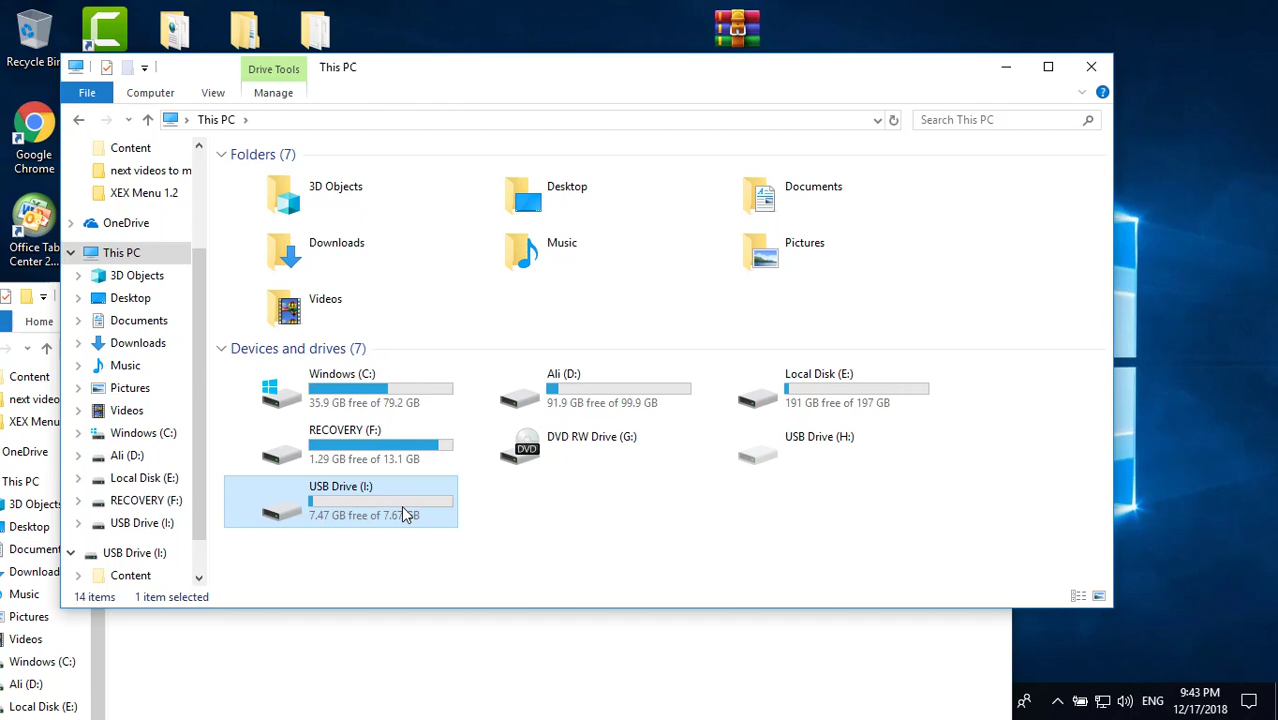 Recycle Bin
Drive Tools
This PC
File
Computer
View
Manage
This PC
Search This PC
Google
Chrome
Office Tab
Center 2...
Home
Content
next video
XEX Menu
OneDrive
This PC
3D Objects
Desktop
Document
Download
Music
Pictures
Videos
Windows (C:)
Ali (D:)
Local Disk (E:)
Content
next videos to m
XEX Menu 1.2
OneDrive
This PC
3D Objects
Desktop
Documents
Downloads
Music
Pictures
Videos
Windows (C:)
Ali (D:)
Local Disk (E:)
RECOVERY (F:)
USB Drive (I:)
USB Drive (I:)
Content
Folders (7)
3D Objects
Desktop
Documents
Downloads
Music
Pictures
Videos
Devices and drives (7)
Windows (C:)
35.9 GB free of 79.2 GB
Ali (D:)
91.9 GB free of 99.9 GB
Local Disk (E:)
191 GB free of 197 GB
RECOVERY (F:)
1.29 GB free of 13.1 GB
DVD RW Drive (G:)
DVD
USB Drive (H:)
USB Drive (I:)
7.47 GB free of 7.67 GB
14 items
1 item selected
ENG
9:43 PM
12/17/2018